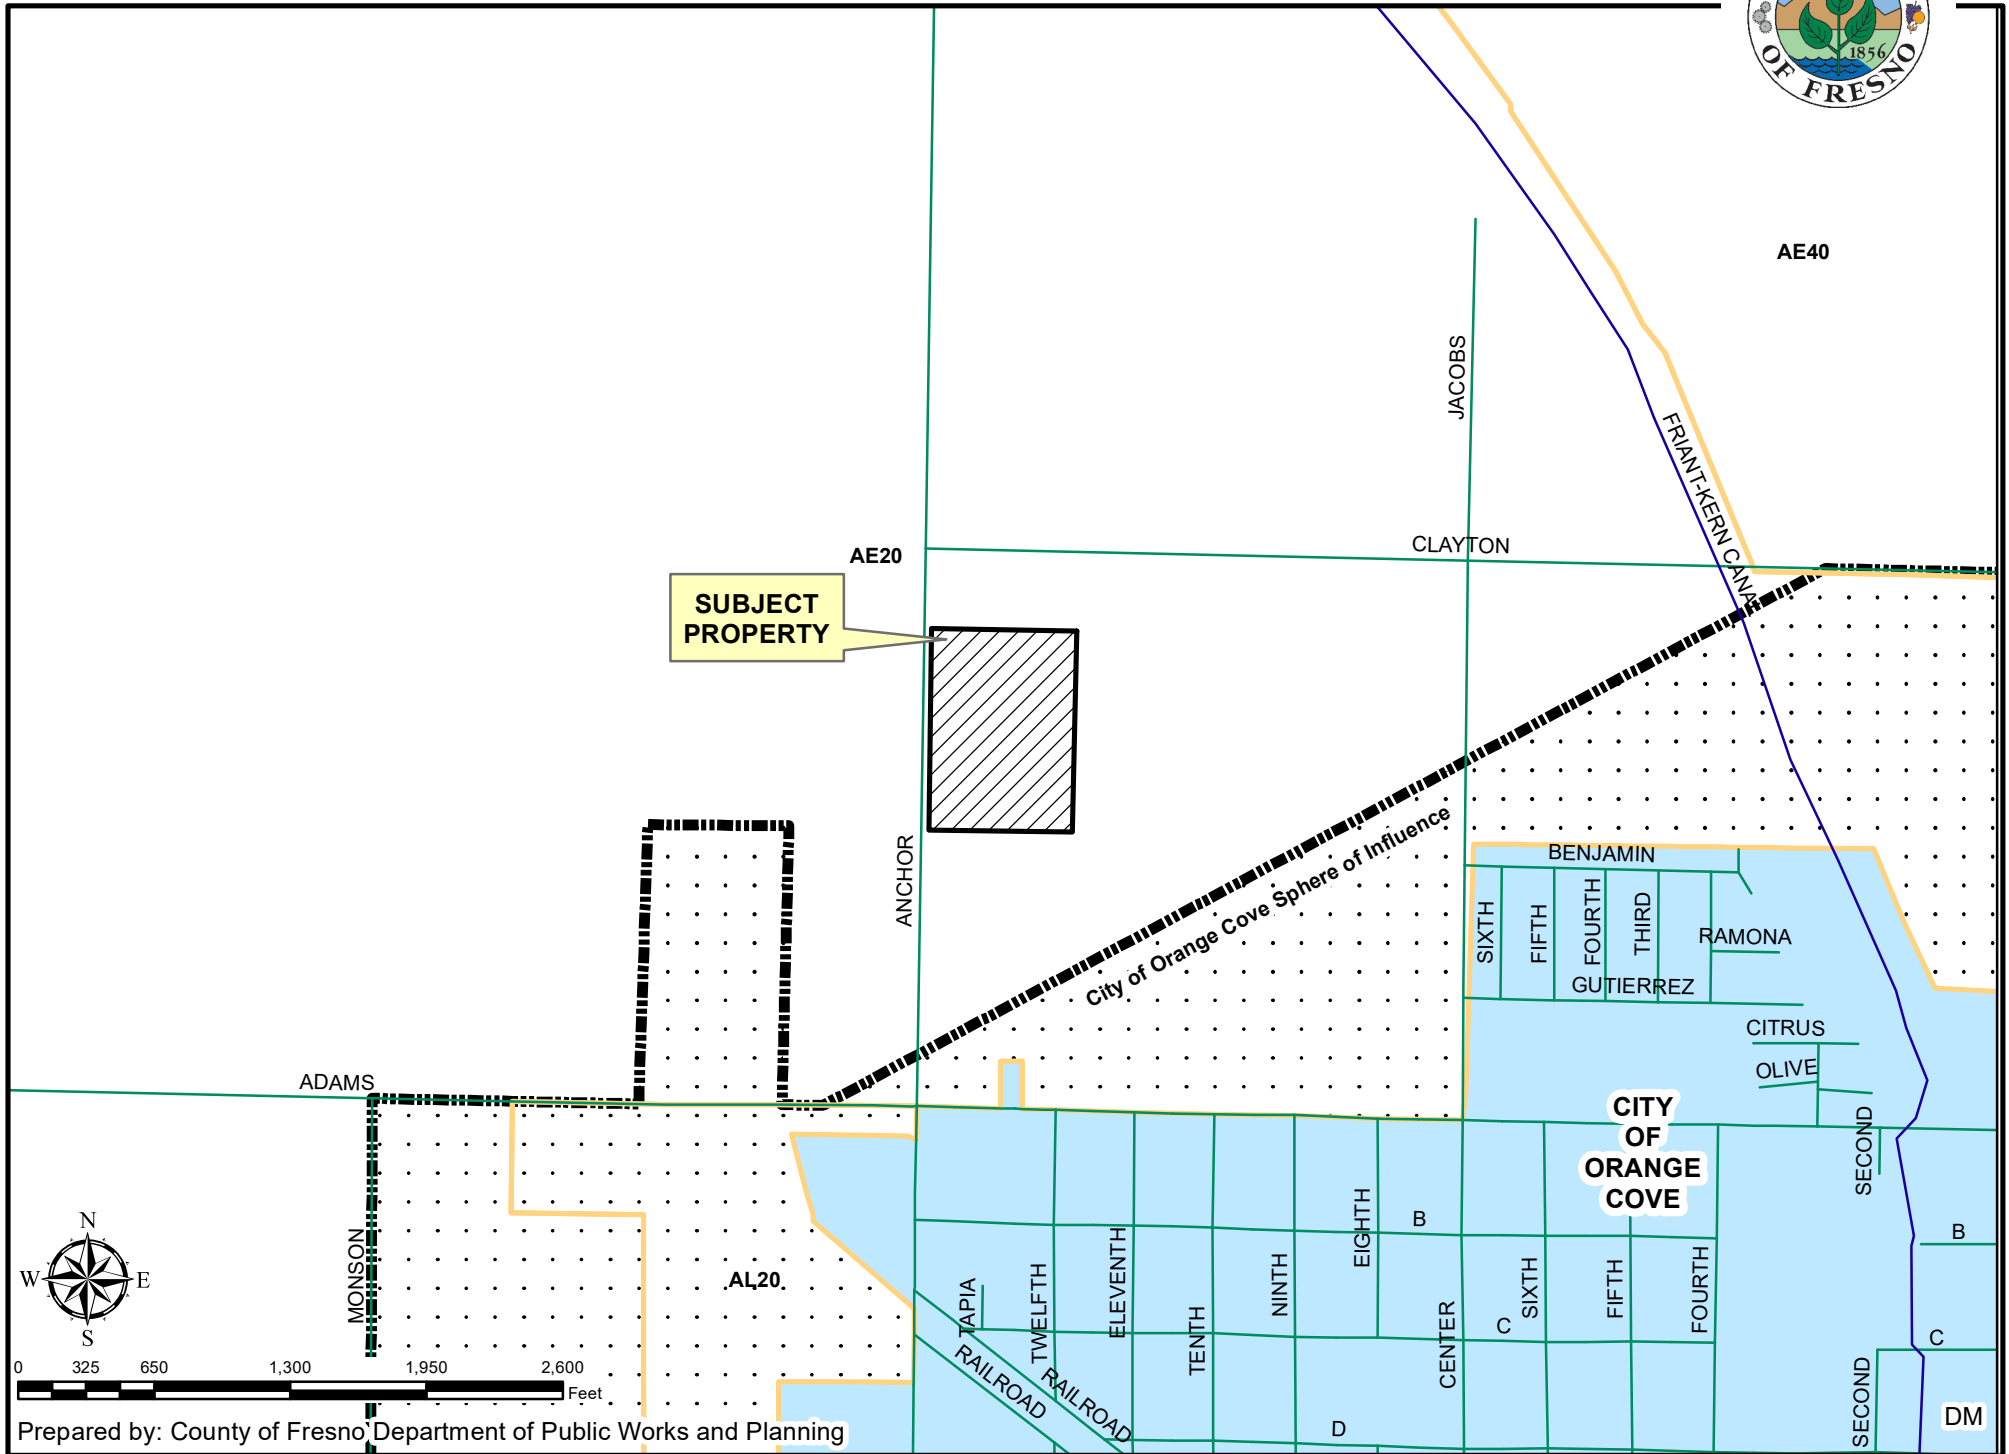 1856
OF FRESNO
AE40
JACOBS
FRIANT-KERN CANAL
CLAYTON
AE20
SUBJECT
PROPERTY
ANCHOR
City of Orange Cove Sphere of Influence
BENJAMIN
SIXTH
FIFTH
FOURTH
THIRD
RAMONA
GUTIERREZ
CITRUS
OLIVE
ADAMS
CITY
OF
ORANGE
COVE
SECOND
MONSON
AL20
B
B
EIGHTH
TAPIA
TWELFTH
ELEVENTH
TENTH
NINTH
CENTER
SIXTH
FIFTH
FOURTH
C
C
RAILROAD
RAILROAD
D
SECOND
N
W
E
S
0 325 650 1,300 1,950 2,600
Feet
Prepared by: County of Fresno Department of Public Works and Planning
DM